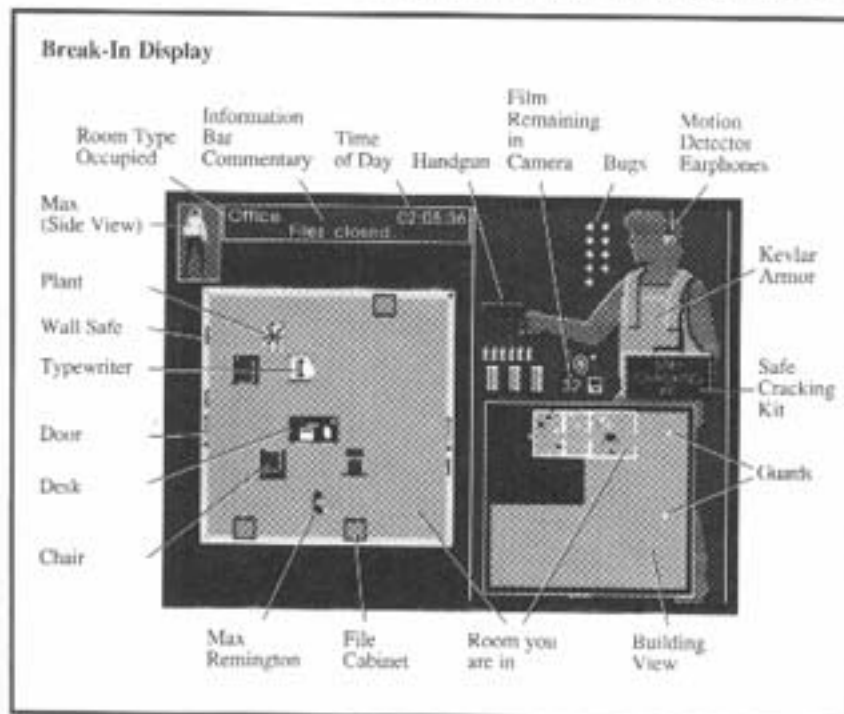 Break-In Display
Room Type
Occupied
Information
Bar
Commentary
Time
of Day
Handgun
Film
Remaining
in
Camera
Bugs
Motion
Detector
Earphones
Max
(Side View)
Office
02:05:36
Files closed
Plant
Wall Safe
Typewriter
Door
Desk
Chair
Kevlar
Armor
Safe
Cracking
Kit
Guards
Max
Remington
File
Cabinet
Room you
are in
Building
View